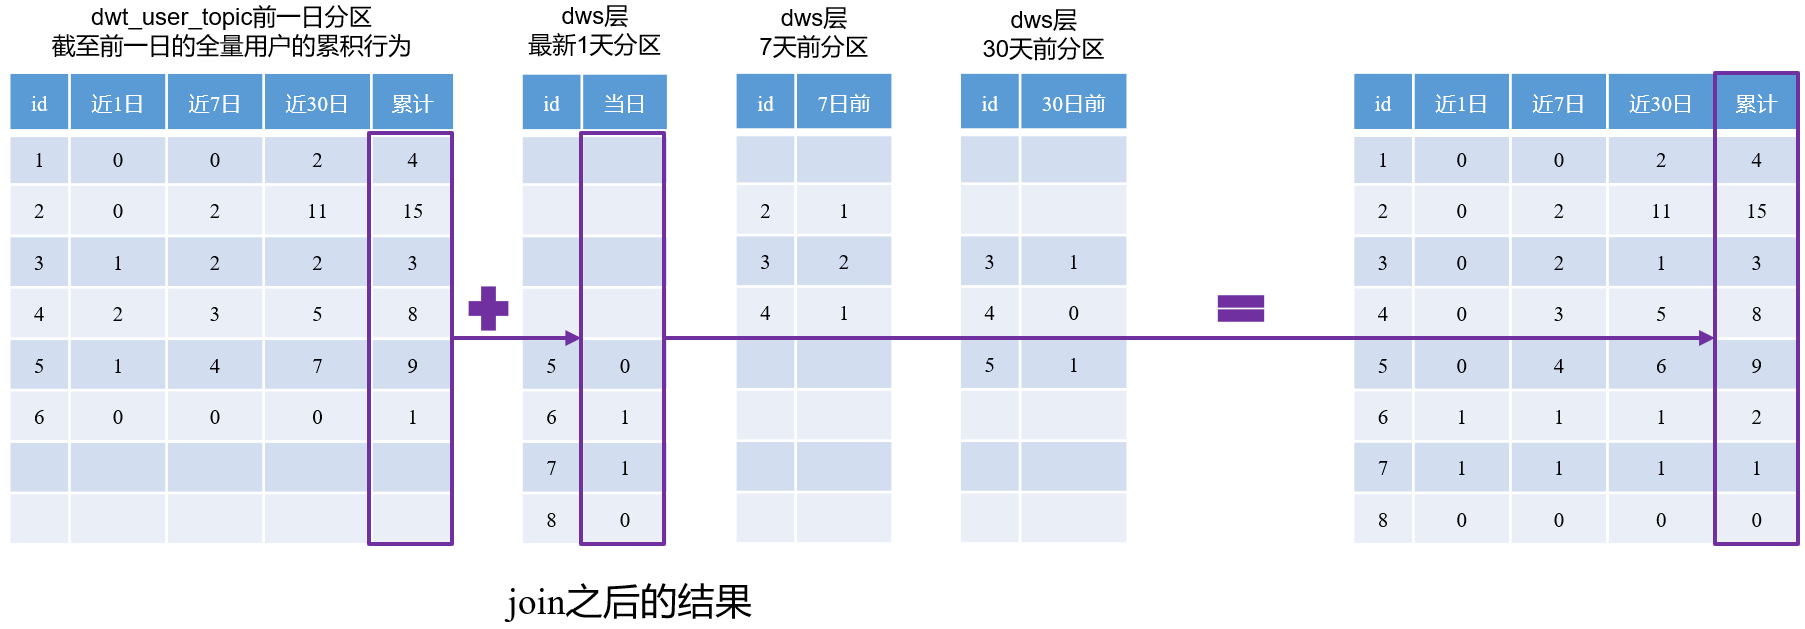 dwt_user_topic前一日分区
截至前一日的全量用户的累积行为
dws层
最新1天分区
dws层
7天前分区
dws层
30天前分区
id 近1日 近7日 近30日 累计
1 0 0 2 4
2 0 2 11 15
3 1 2 2 3
4 2 3 5 8
5 1 4 7 9
6 0 0 0 1
id 当日
5 0
6 1
7 1
8 0
id 7日前
2 1
3 2
4 1
id 30日前
3 1
4 0
5 1
id 近1日 近7日 近30日 累计
1 0 0 2 4
2 0 2 11 15
3 0 2 1 3
4 0 3 5 8
5 0 4 6 9
6 1 1 1 2
7 1 1 1 1
8 0 0 0 0
join之后的结果